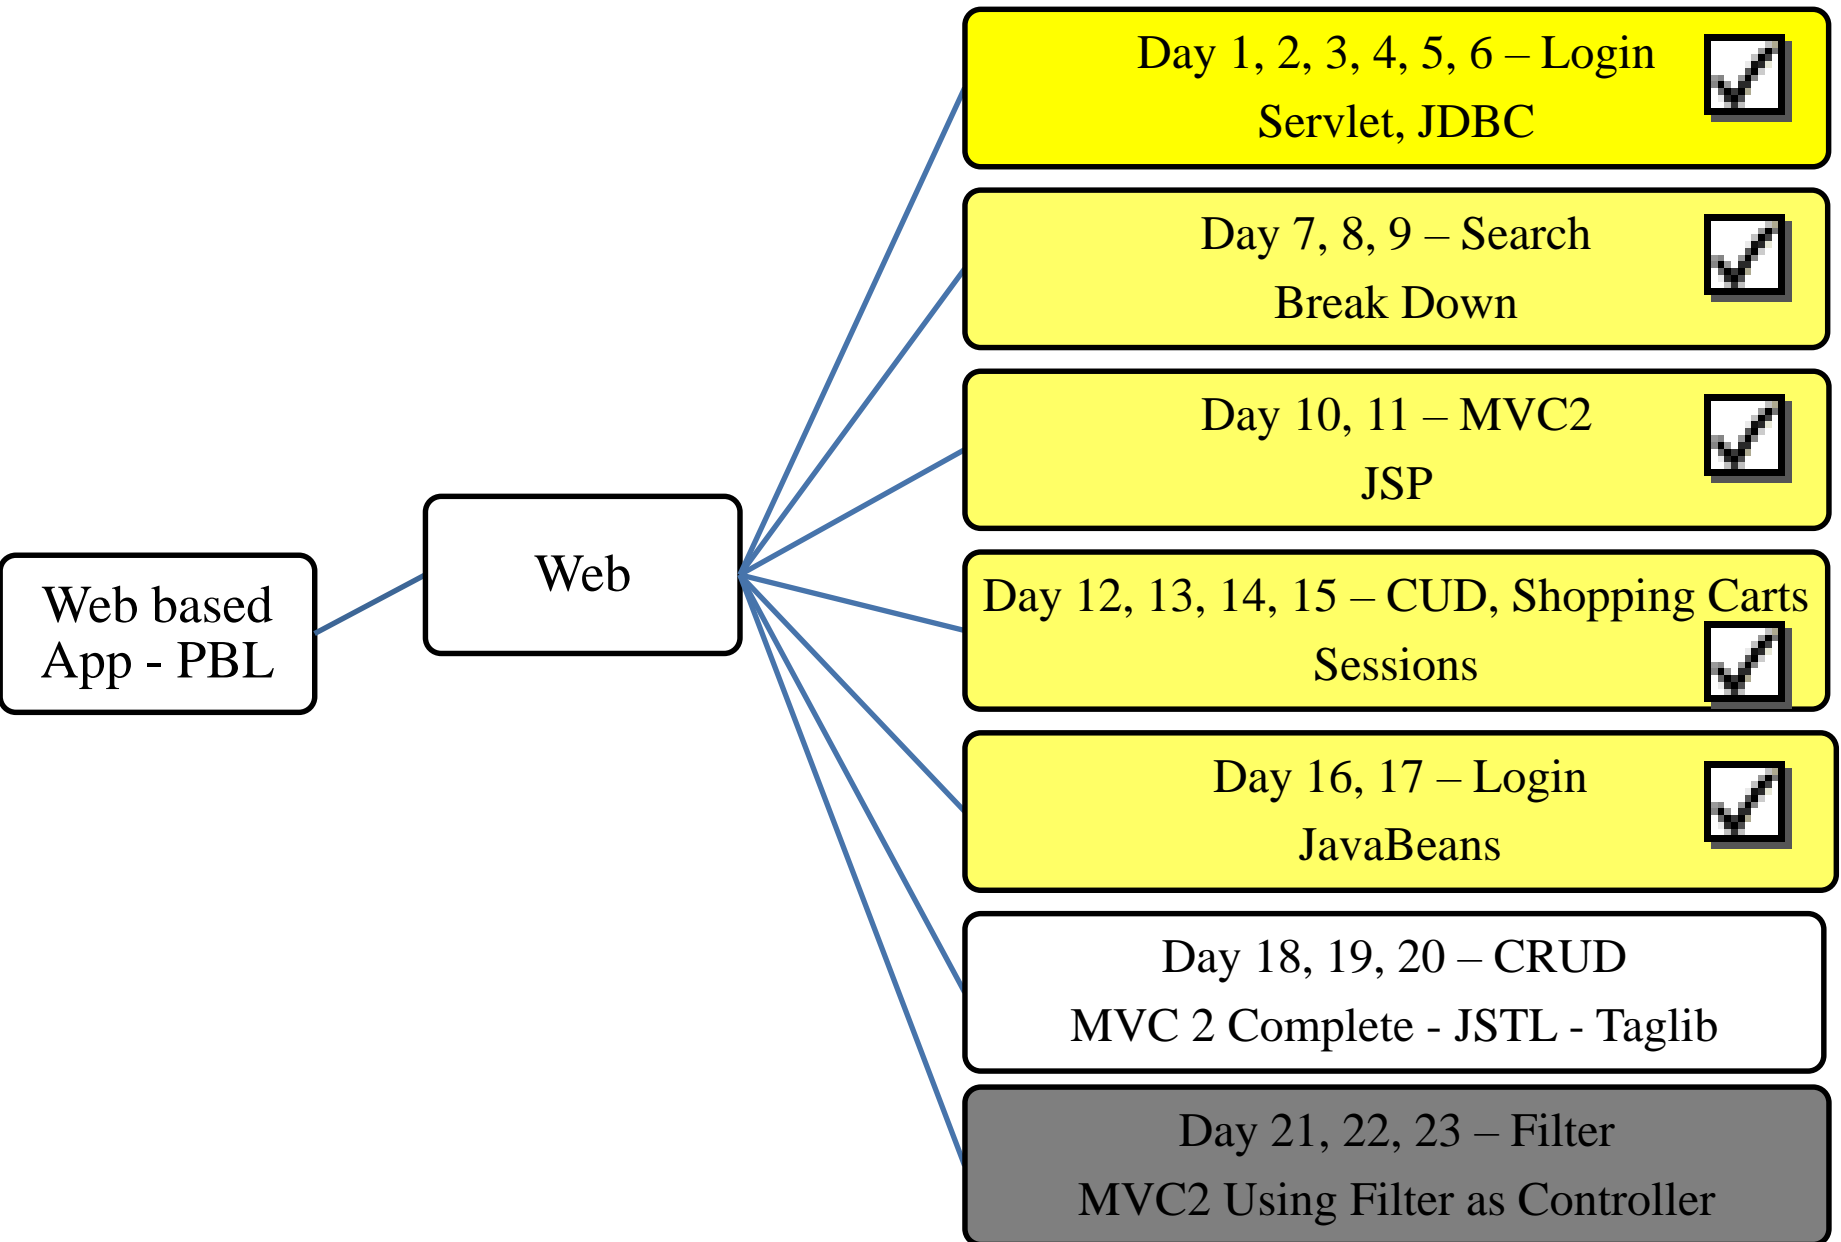 Web based
App - PBL
Web
Day 1, 2, 3, 4, 5, 6 – Login
Servlet, JDBC
Day 7, 8, 9 – Search
Break Down
Day 10, 11 – MVC2
JSP
Day 12, 13, 14, 15 – CUD, Shopping Carts
Sessions
Day 16, 17 – Login
JavaBeans
Day 18, 19, 20 – CRUD
MVC 2 Complete - JSTL - Taglib
Day 21, 22, 23 – Filter
MVC2 Using Filter as Controller